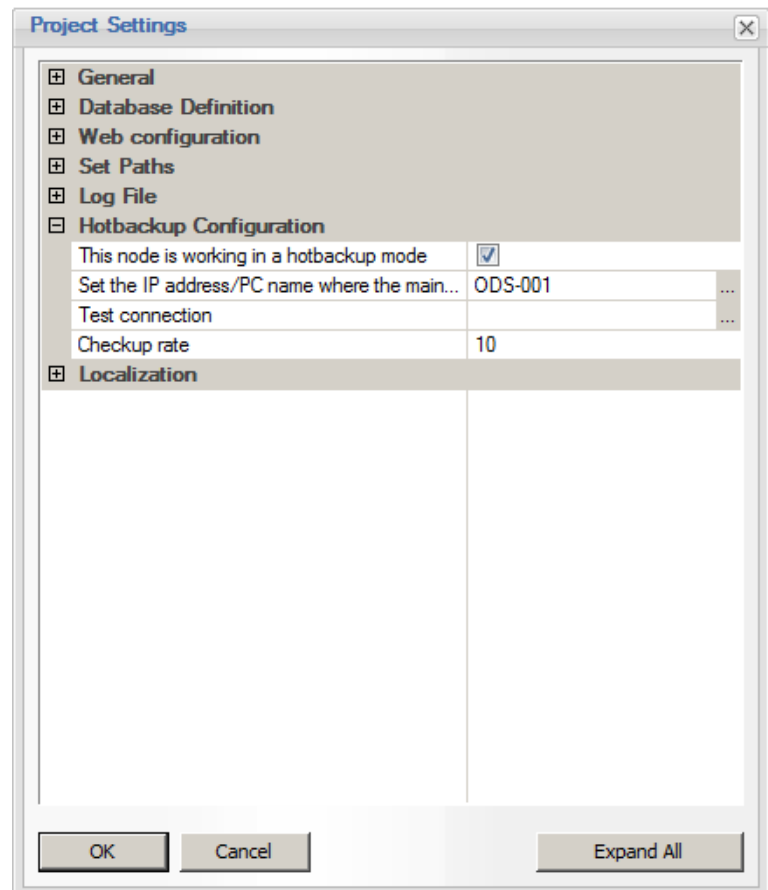 Project Settings
General
Database Definition
Web configuration
Set Paths
Log File
Hotbackup Configuration
This node is working in a hotbackup mode
Set the IP address/PC name where the main... ODS-001 ...
Test connection ...
Checkup rate 10
Localization
OK Cancel Expand All